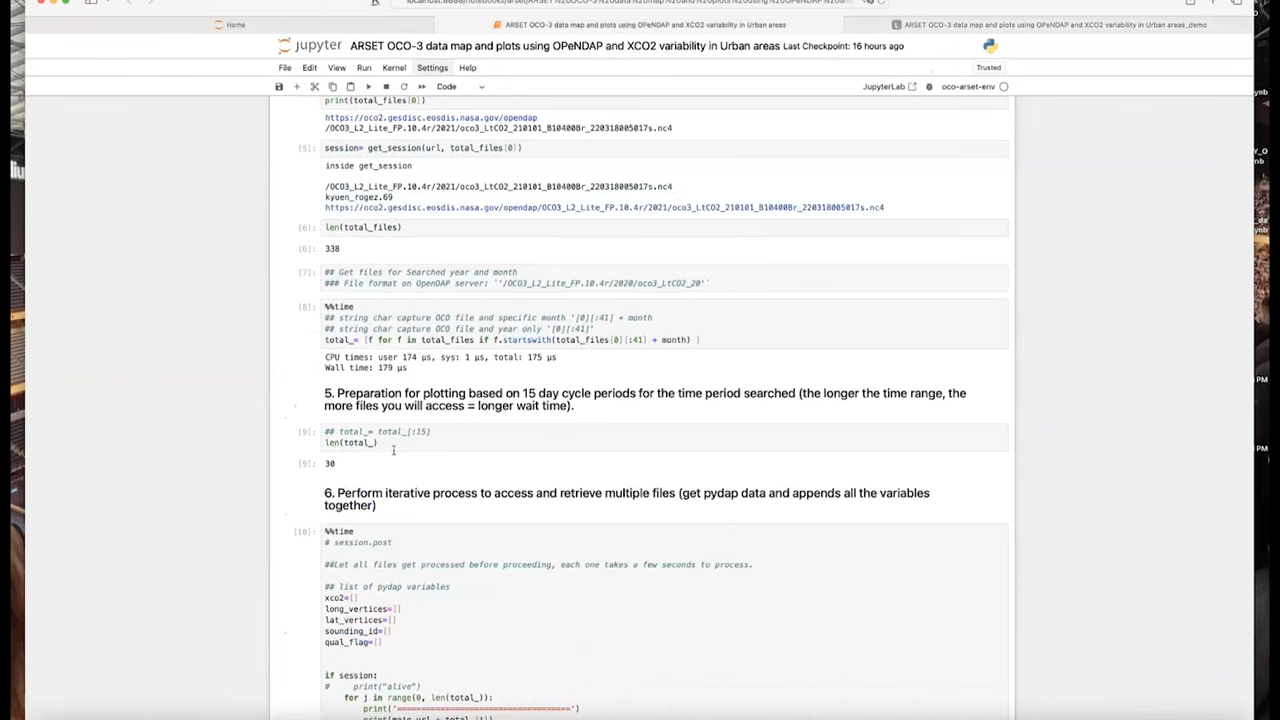 Home
ARSET OCO-3 data map and plots using OPeNDAP and XCO2 variability in Urban areas
ARSET OCO-3 data map and plots using OPeNDAP and XCO2 variability in Urban areas_demo
jupyter ARSET OCO-3 data map and plots using OPeNDAP and XCO2 variability in Urban areas Last Checkpoint: 16 hours ago
File Edit View Run Kernel Settings Help Trusted
Code JupyterLab oco-arset-env
print(total_files[0])
https://oco2.gesdisc.eosdis.nasa.gov/opendap
/OCO3_L2_Lite_FP.10.4r/2021/oco3_LtCO2_210101_B10400Br_220318005017s.nc4
[5]: session= get_session(url, total_files[0])
inside get_session
/OCO3_L2_Lite_FP.10.4r/2021/oco3_LtCO2_210101_B10400Br_220318005017s.nc4
kyuen_rogez.69
https://oco2.gesdisc.eosdis.nasa.gov/opendap/OCO3_L2_Lite_FP.10.4r/2021/oco3_LtCO2_210101_B10400Br_220318005017s.nc4
[6]: len(total_files)
[6]: 338
[7]: ## Get files for Searched year and month
### File format on OpenDAP server: `'/OCO3_L2_Lite_FP.10.4r/2020/oco3_LtCO2_20'`
[8]: %%time
## string char capture OCO file and specific month '[0][:41] + month
## string char capture OCO file and year only '[0][:41]'
total_= [f for f in total_files if f.startswith(total_files[0][:41] + month) ]
CPU times: user 174 µs, sys: 1 µs, total: 175 µs
Wall time: 179 µs
5. Preparation for plotting based on 15 day cycle periods for the time period searched (the longer the time range, the
more files you will access = longer wait time).
[9]: ## total_= total_[:15]
len(total_)
[9]: 30
6. Perform iterative process to access and retrieve multiple files (get pydap data and appends all the variables
together)
[10]: %%time
# session.post
##Let all files get processed before proceeding, each one takes a few seconds to process.
## list of pydap variables
xco2=[]
long_vertices=[]
lat_vertices=[]
sounding_id=[]
qual_flag=[]
if session:
# print("alive")
for j in range(0, len(total_)):